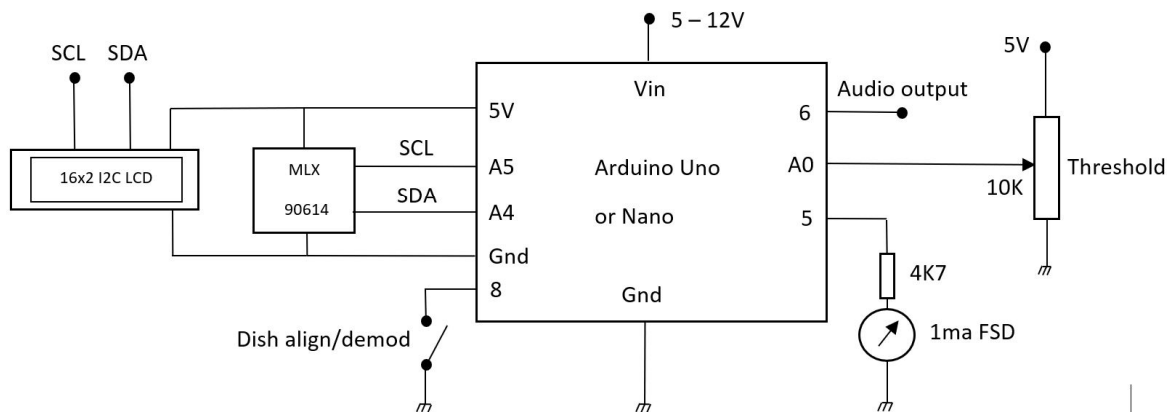 5 – 12V
SCL SDA
5V
Vin
Audio output
5V
6
SCL
MLX
90614
16x2 I2C LCD
A5
Arduino Uno
or Nano
A0
Threshold
10K
SDA
A4
5
Gnd
8
Gnd
4K7
Dish align/demod
1ma FSD